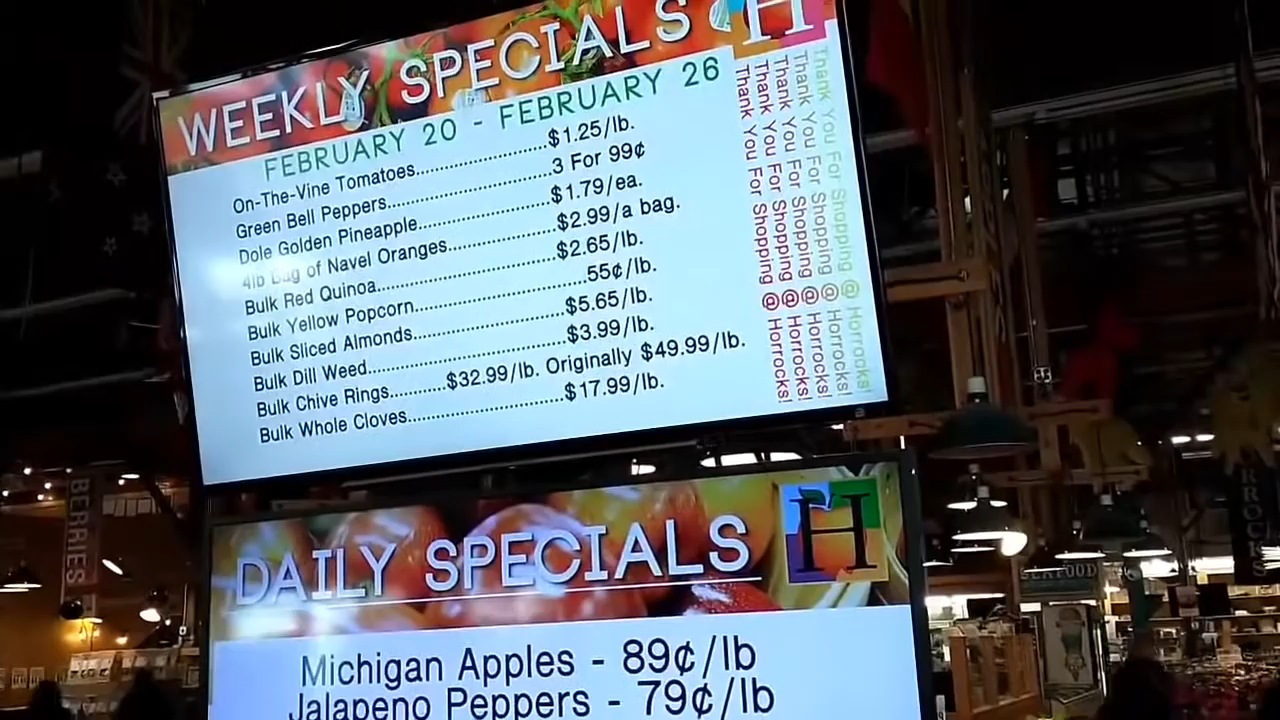 WEEKLY SPECIALS
H
FEBRUARY 20 - FEBRUARY 26
On-The-Vine Tomatoes....................$1.25/lb.
Green Bell Peppers.........................3 For 99¢
Dole Golden Pineapple....................$1.79/ea.
4lb Bag of Navel Oranges.................$2.99/a bag.
Bulk Red Quinoa...........................$2.65/lb.
Bulk Yellow Popcorn..........................55¢/lb.
Bulk Sliced Almonds.......................$5.65/lb.
Bulk Dill Weed.............................$3.99/lb.
Bulk Chive Rings........$32.99/lb. Originally $49.99/lb.
Bulk Whole Cloves......................$17.99/lb.
Thank You For Shopping @ Horrocks!
Thank You For Shopping @ Horrocks!
Thank You For Shopping @ Horrocks!
Thank You For Shopping @ Horrocks!
Thank You For Shopping @ Horrocks!
DAILY SPECIALS
H
Michigan Apples - 89¢/lb
Jalapeno Peppers - 79¢/lb
BERRIES
SEAFOOD